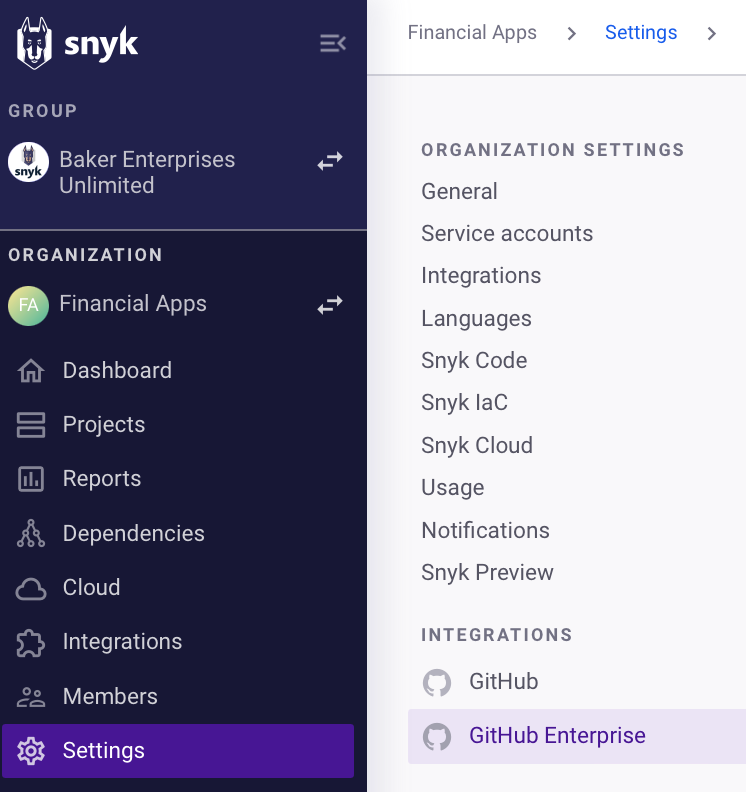 snyk
GROUP
snyk
Baker Enterprises
Unlimited
ORGANIZATION
FA
Financial Apps
Dashboard
Projects
Reports
Dependencies
Cloud
Integrations
Members
Settings
Financial Apps
Settings
ORGANIZATION SETTINGS
General
Service accounts
Integrations
Languages
Snyk Code
Snyk IaC
Snyk Cloud
Usage
Notifications
Snyk Preview
INTEGRATIONS
GitHub
GitHub Enterprise